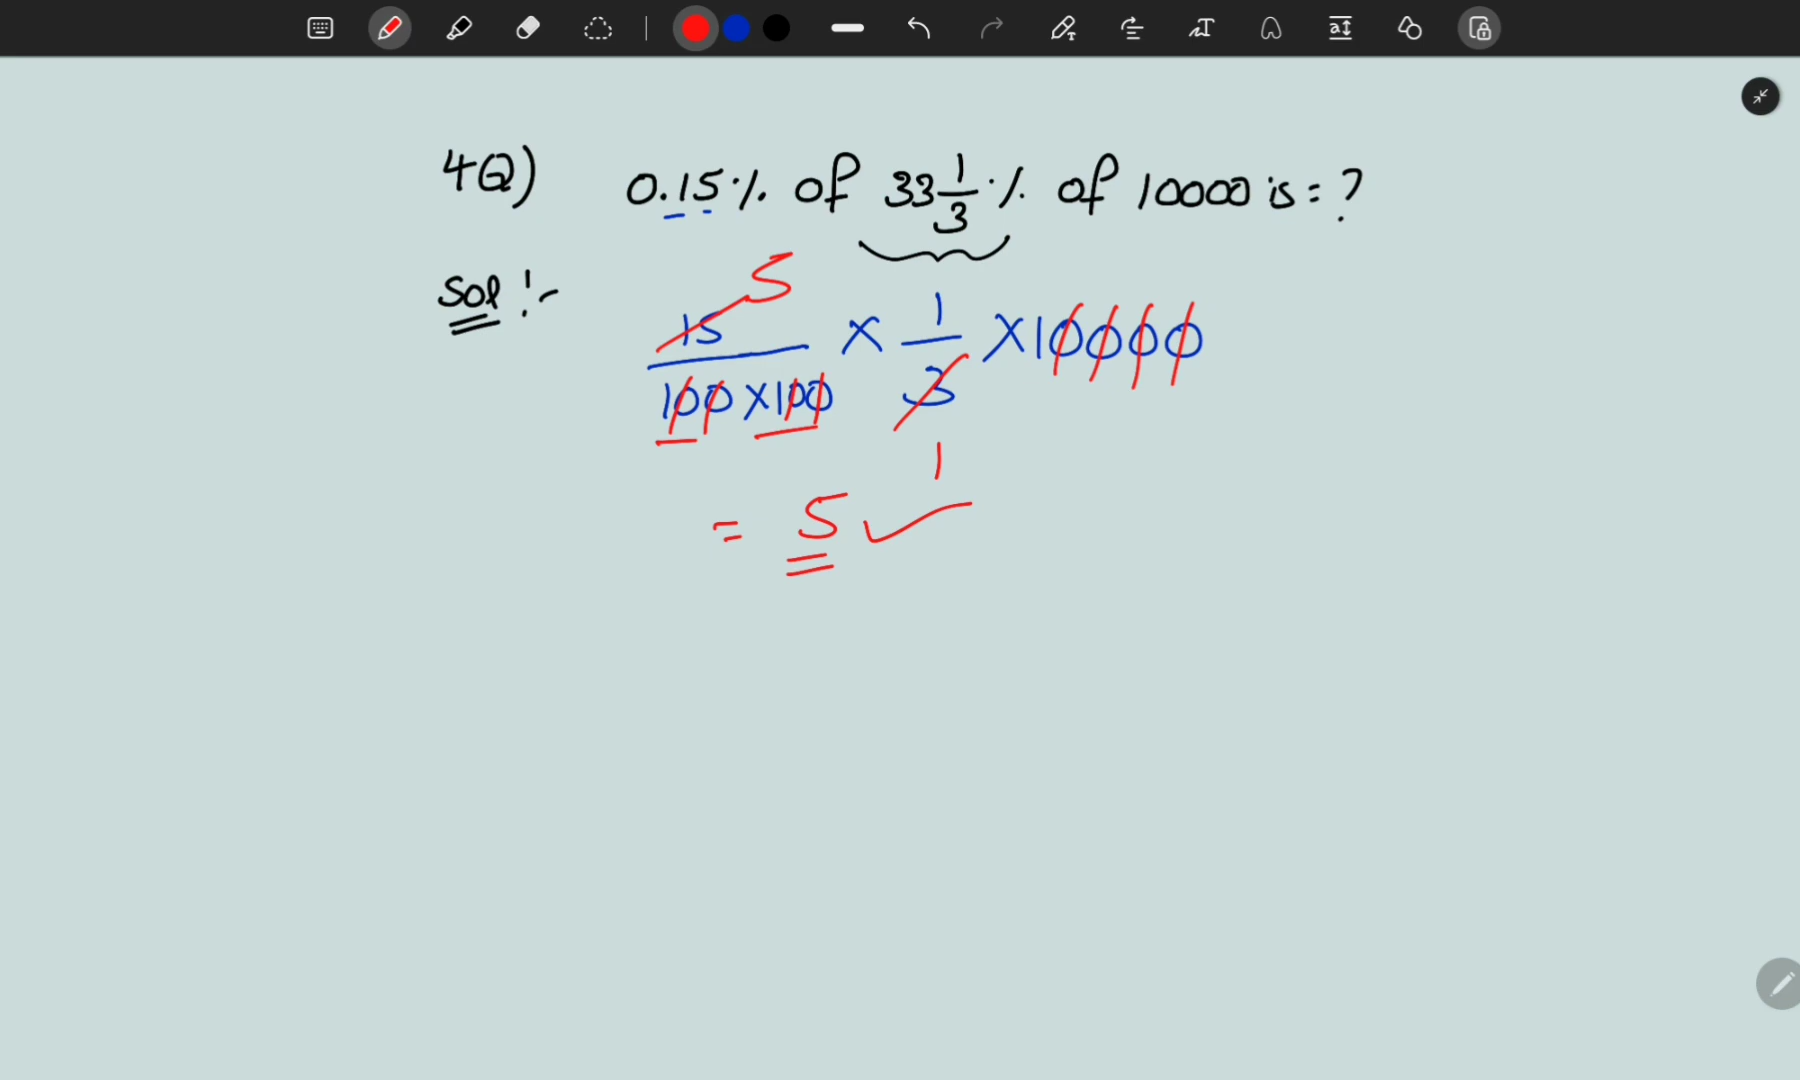 4Q) 0.15% of 33 1/3 % of 10000 is = ?
Sol :-
15/(100 x 100) x 1/3 x 10000
5
1
= 5 ✓